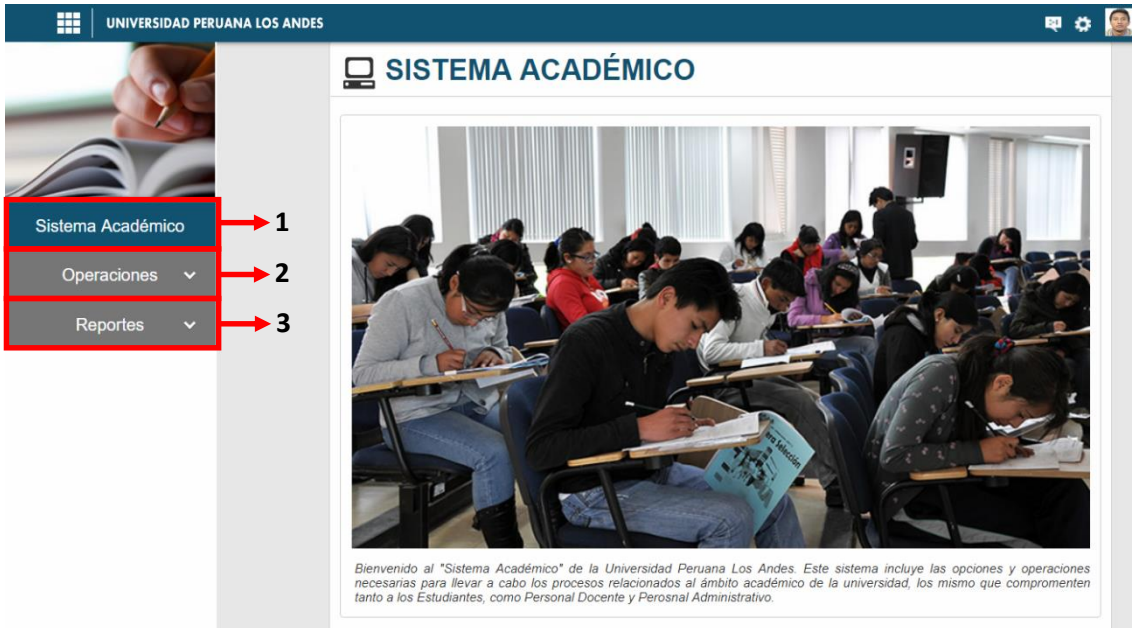 UNIVERSIDAD PERUANA LOS ANDES
SISTEMA ACADÉMICO
Sistema Académico
1
Operaciones
2
Reportes
3
era Selección
Bienvenido al "Sistema Académico" de la Universidad Peruana Los Andes. Este sistema incluye las opciones y operaciones
necesarias para llevar a cabo los procesos relacionados al ámbito académico de la universidad, los mismo que comprometen
tanto a los Estudiantes, como Personal Docente y Perosnal Administrativo.